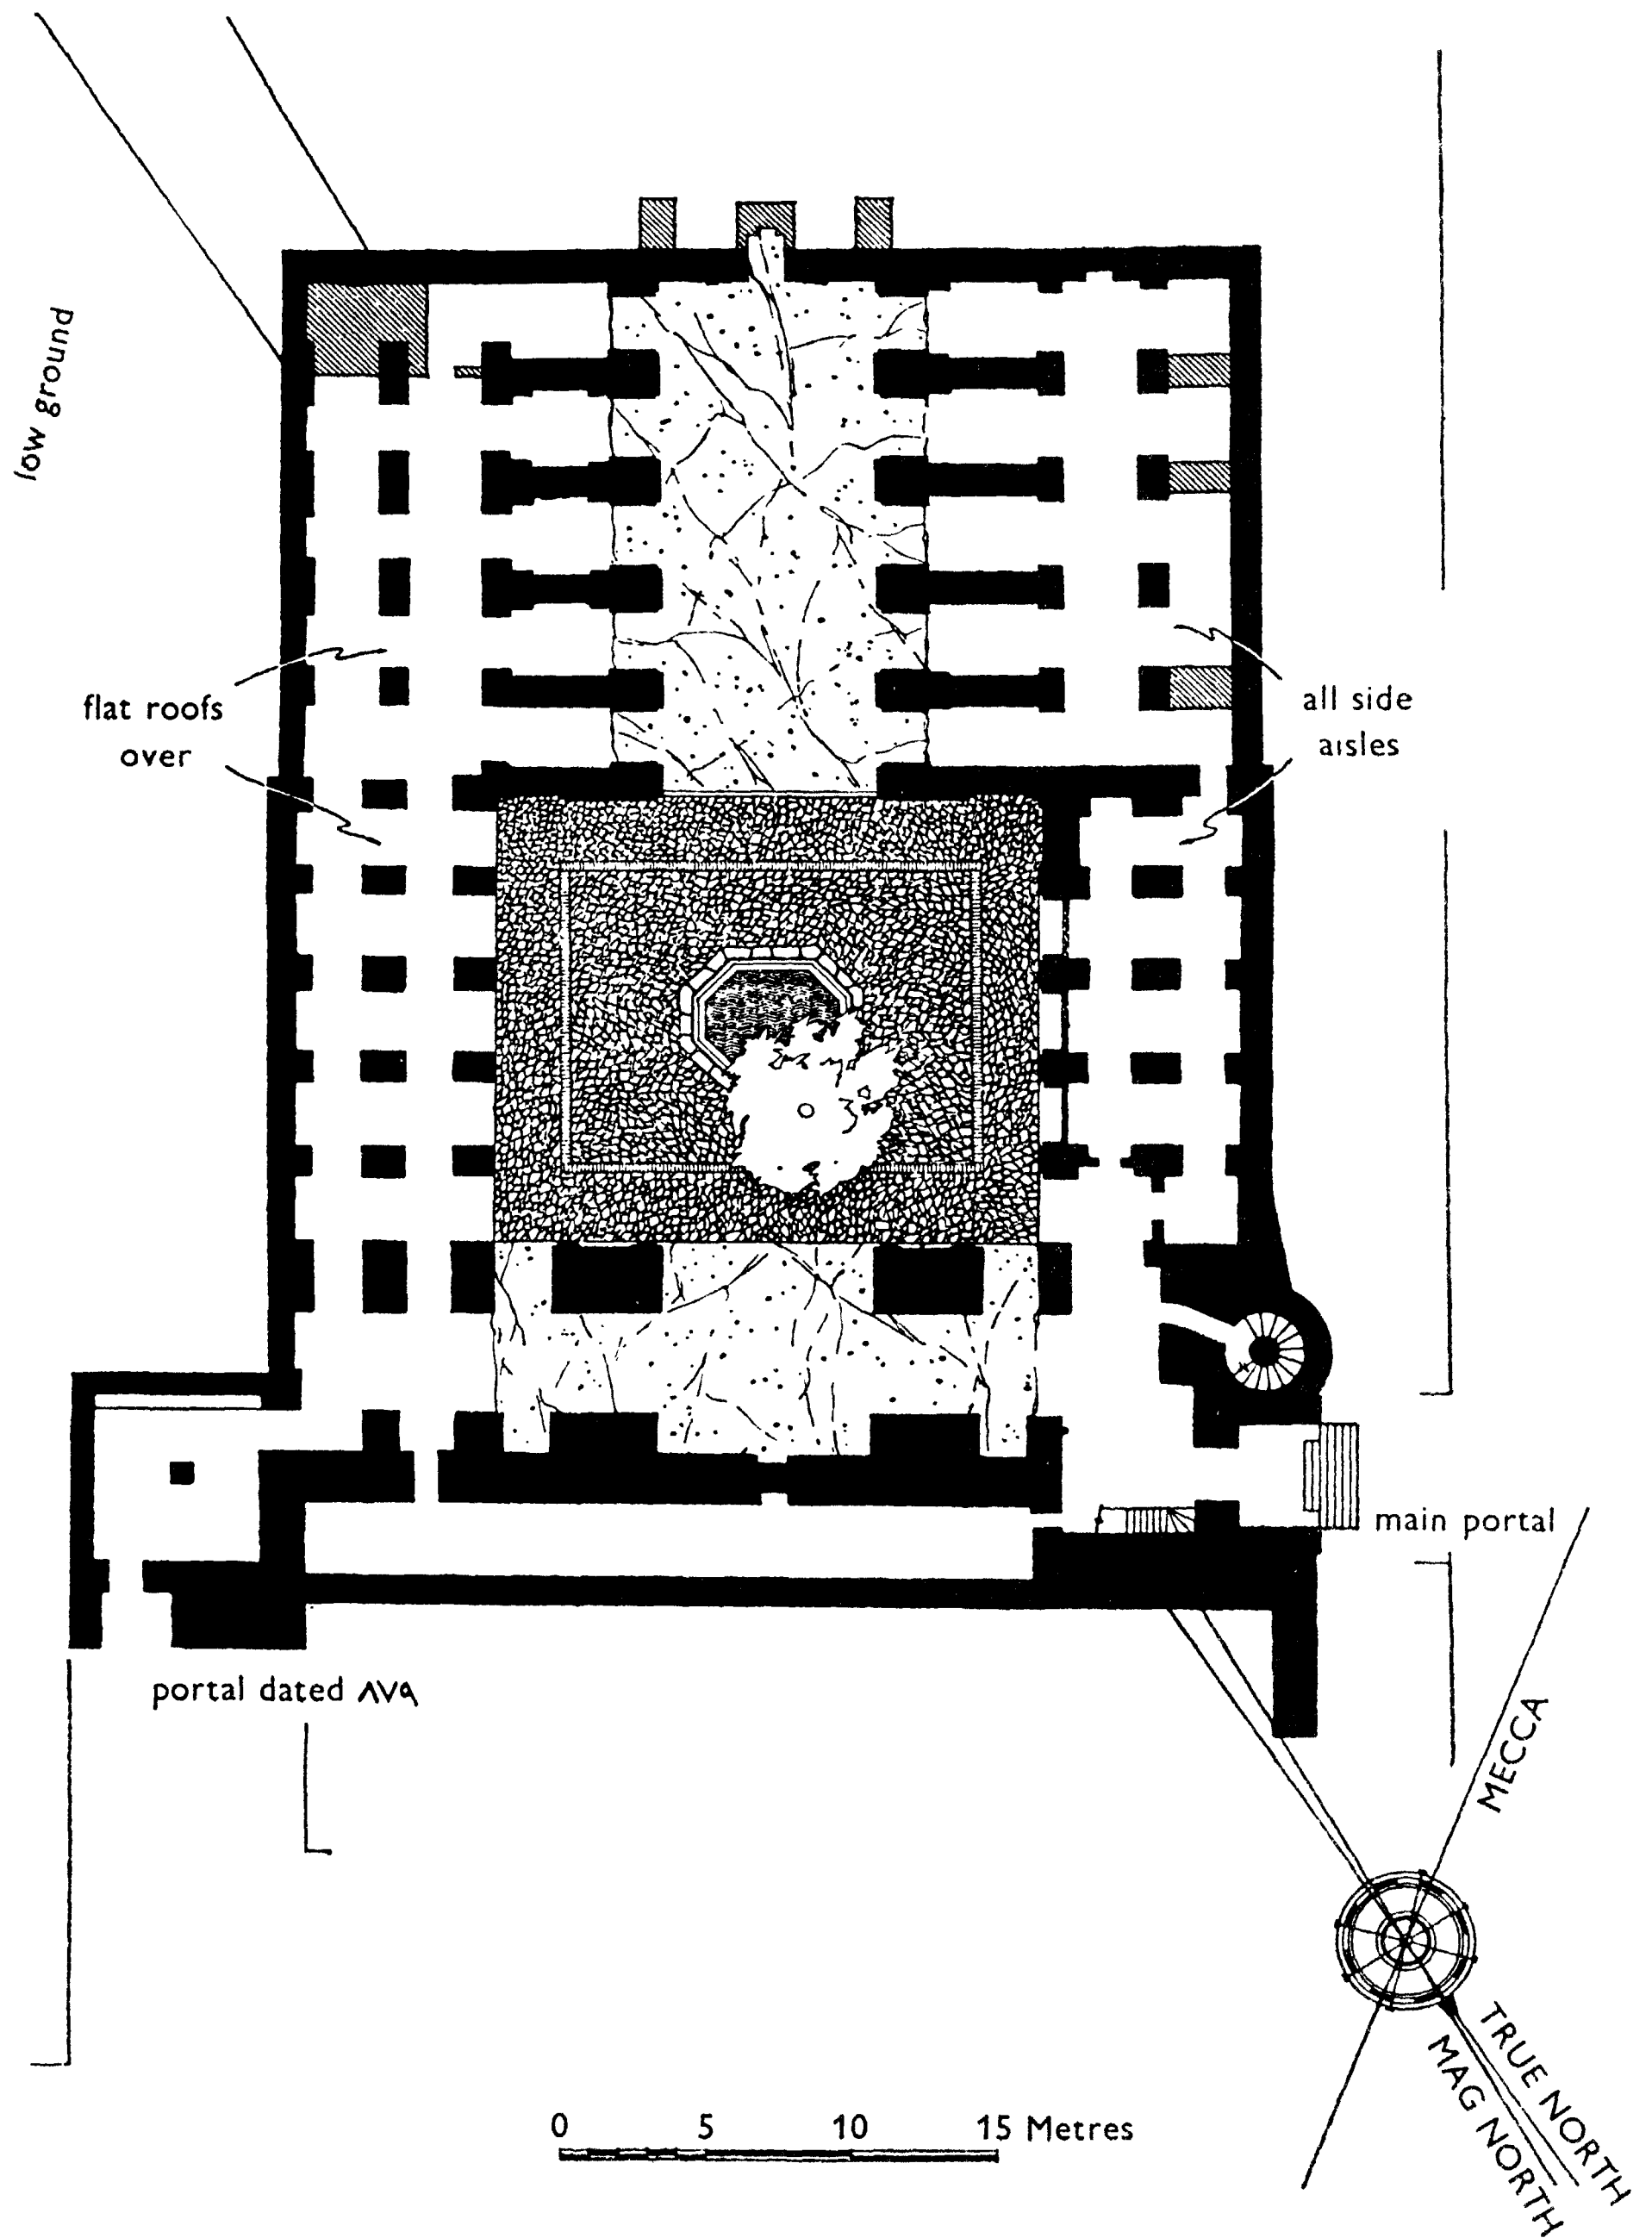 low ground
flat roofs
over
all side
aisles
main portal
portal dated ٨٧٩
MECCA
TRUE NORTH
MAG NORTH
0 5 10 15 Metres